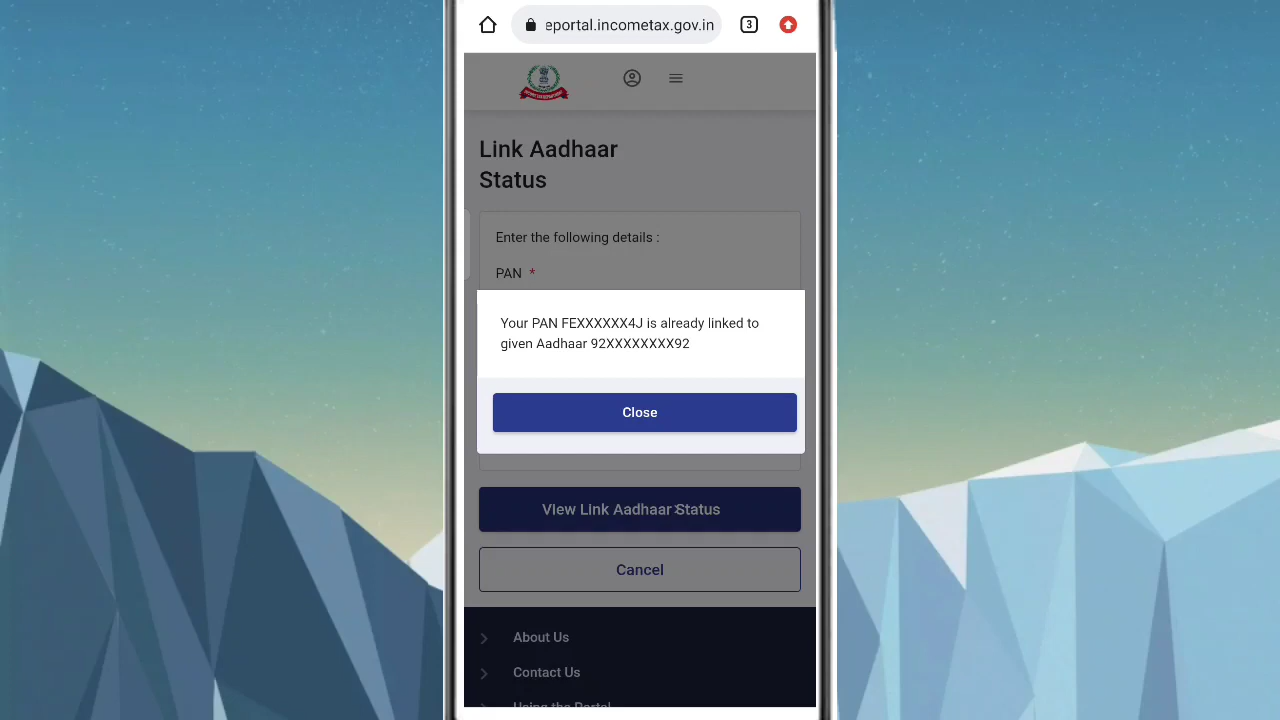 eportal.incometax.gov.in
3
Link Aadhaar
Status
Enter the following details :
PAN *
Your PAN FEXXXXXX4J is already linked to
given Aadhaar 92XXXXXXXX92
Close
View Link Aadhaar Status
Cancel
About Us
Contact Us
Using the Portal